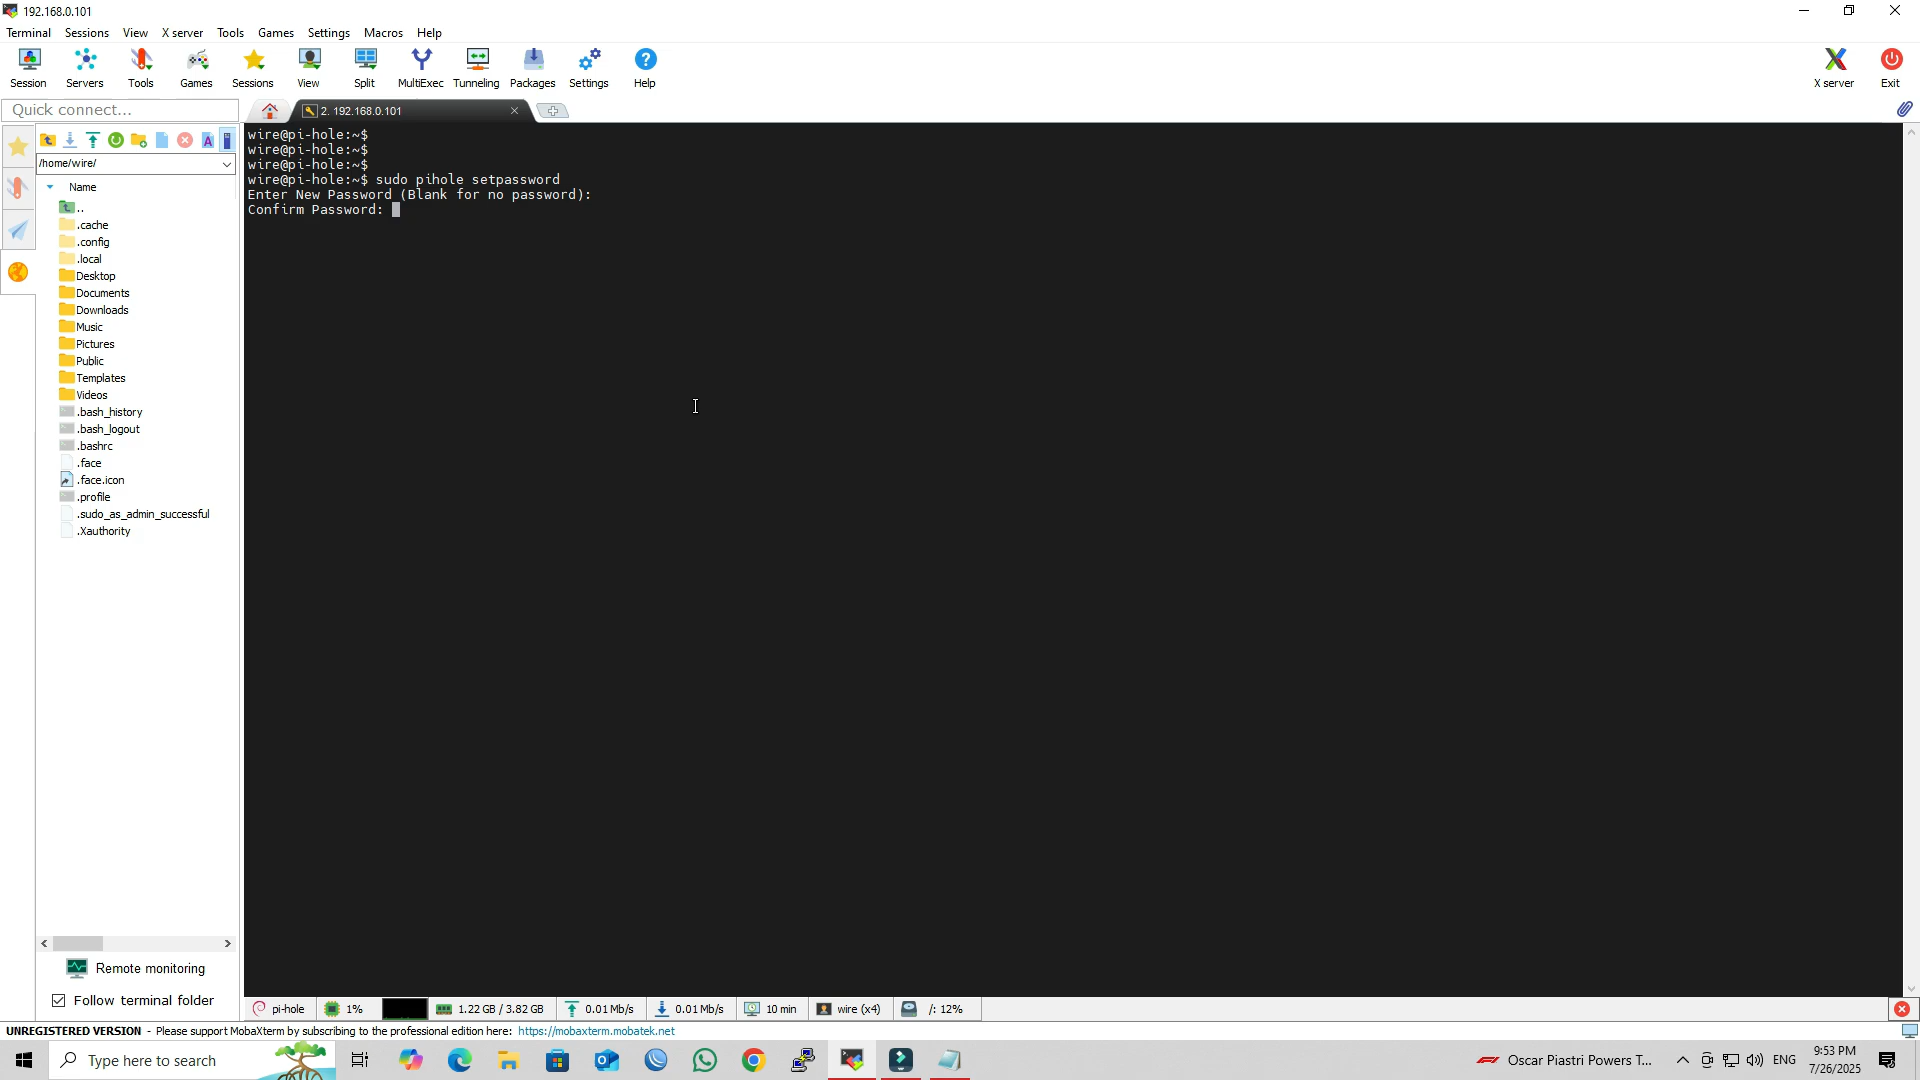 192.168.0.101
Terminal Sessions View X server Tools Games Settings Macros Help
Session Servers Tools Games Sessions View Split MultiExec Tunneling Packages Settings Help X server Exit
Quick connect...
2. 192.168.0.101
/home/wire/
Name
..
.cache
.config
.local
Desktop
Documents
Downloads
Music
Pictures
Public
Templates
Videos
.bash_history
.bash_logout
.bashrc
.face
.face.icon
.profile
.sudo_as_admin_successful
.Xauthority
Remote monitoring
Follow terminal folder
wire@pi-hole:~$
wire@pi-hole:~$
wire@pi-hole:~$
wire@pi-hole:~$ sudo pihole setpassword
Enter New Password (Blank for no password):
Confirm Password:
pi-hole 1% 1.22 GB / 3.82 GB 0.01 Mb/s 0.01 Mb/s 10 min wire (x4) /: 12%
UNREGISTERED VERSION - Please support MobaXterm by subscribing to the professional edition here: https://mobaxterm.mobatek.net
Type here to search
Oscar Piastri Powers T...
ENG
9:53 PM
7/26/2025